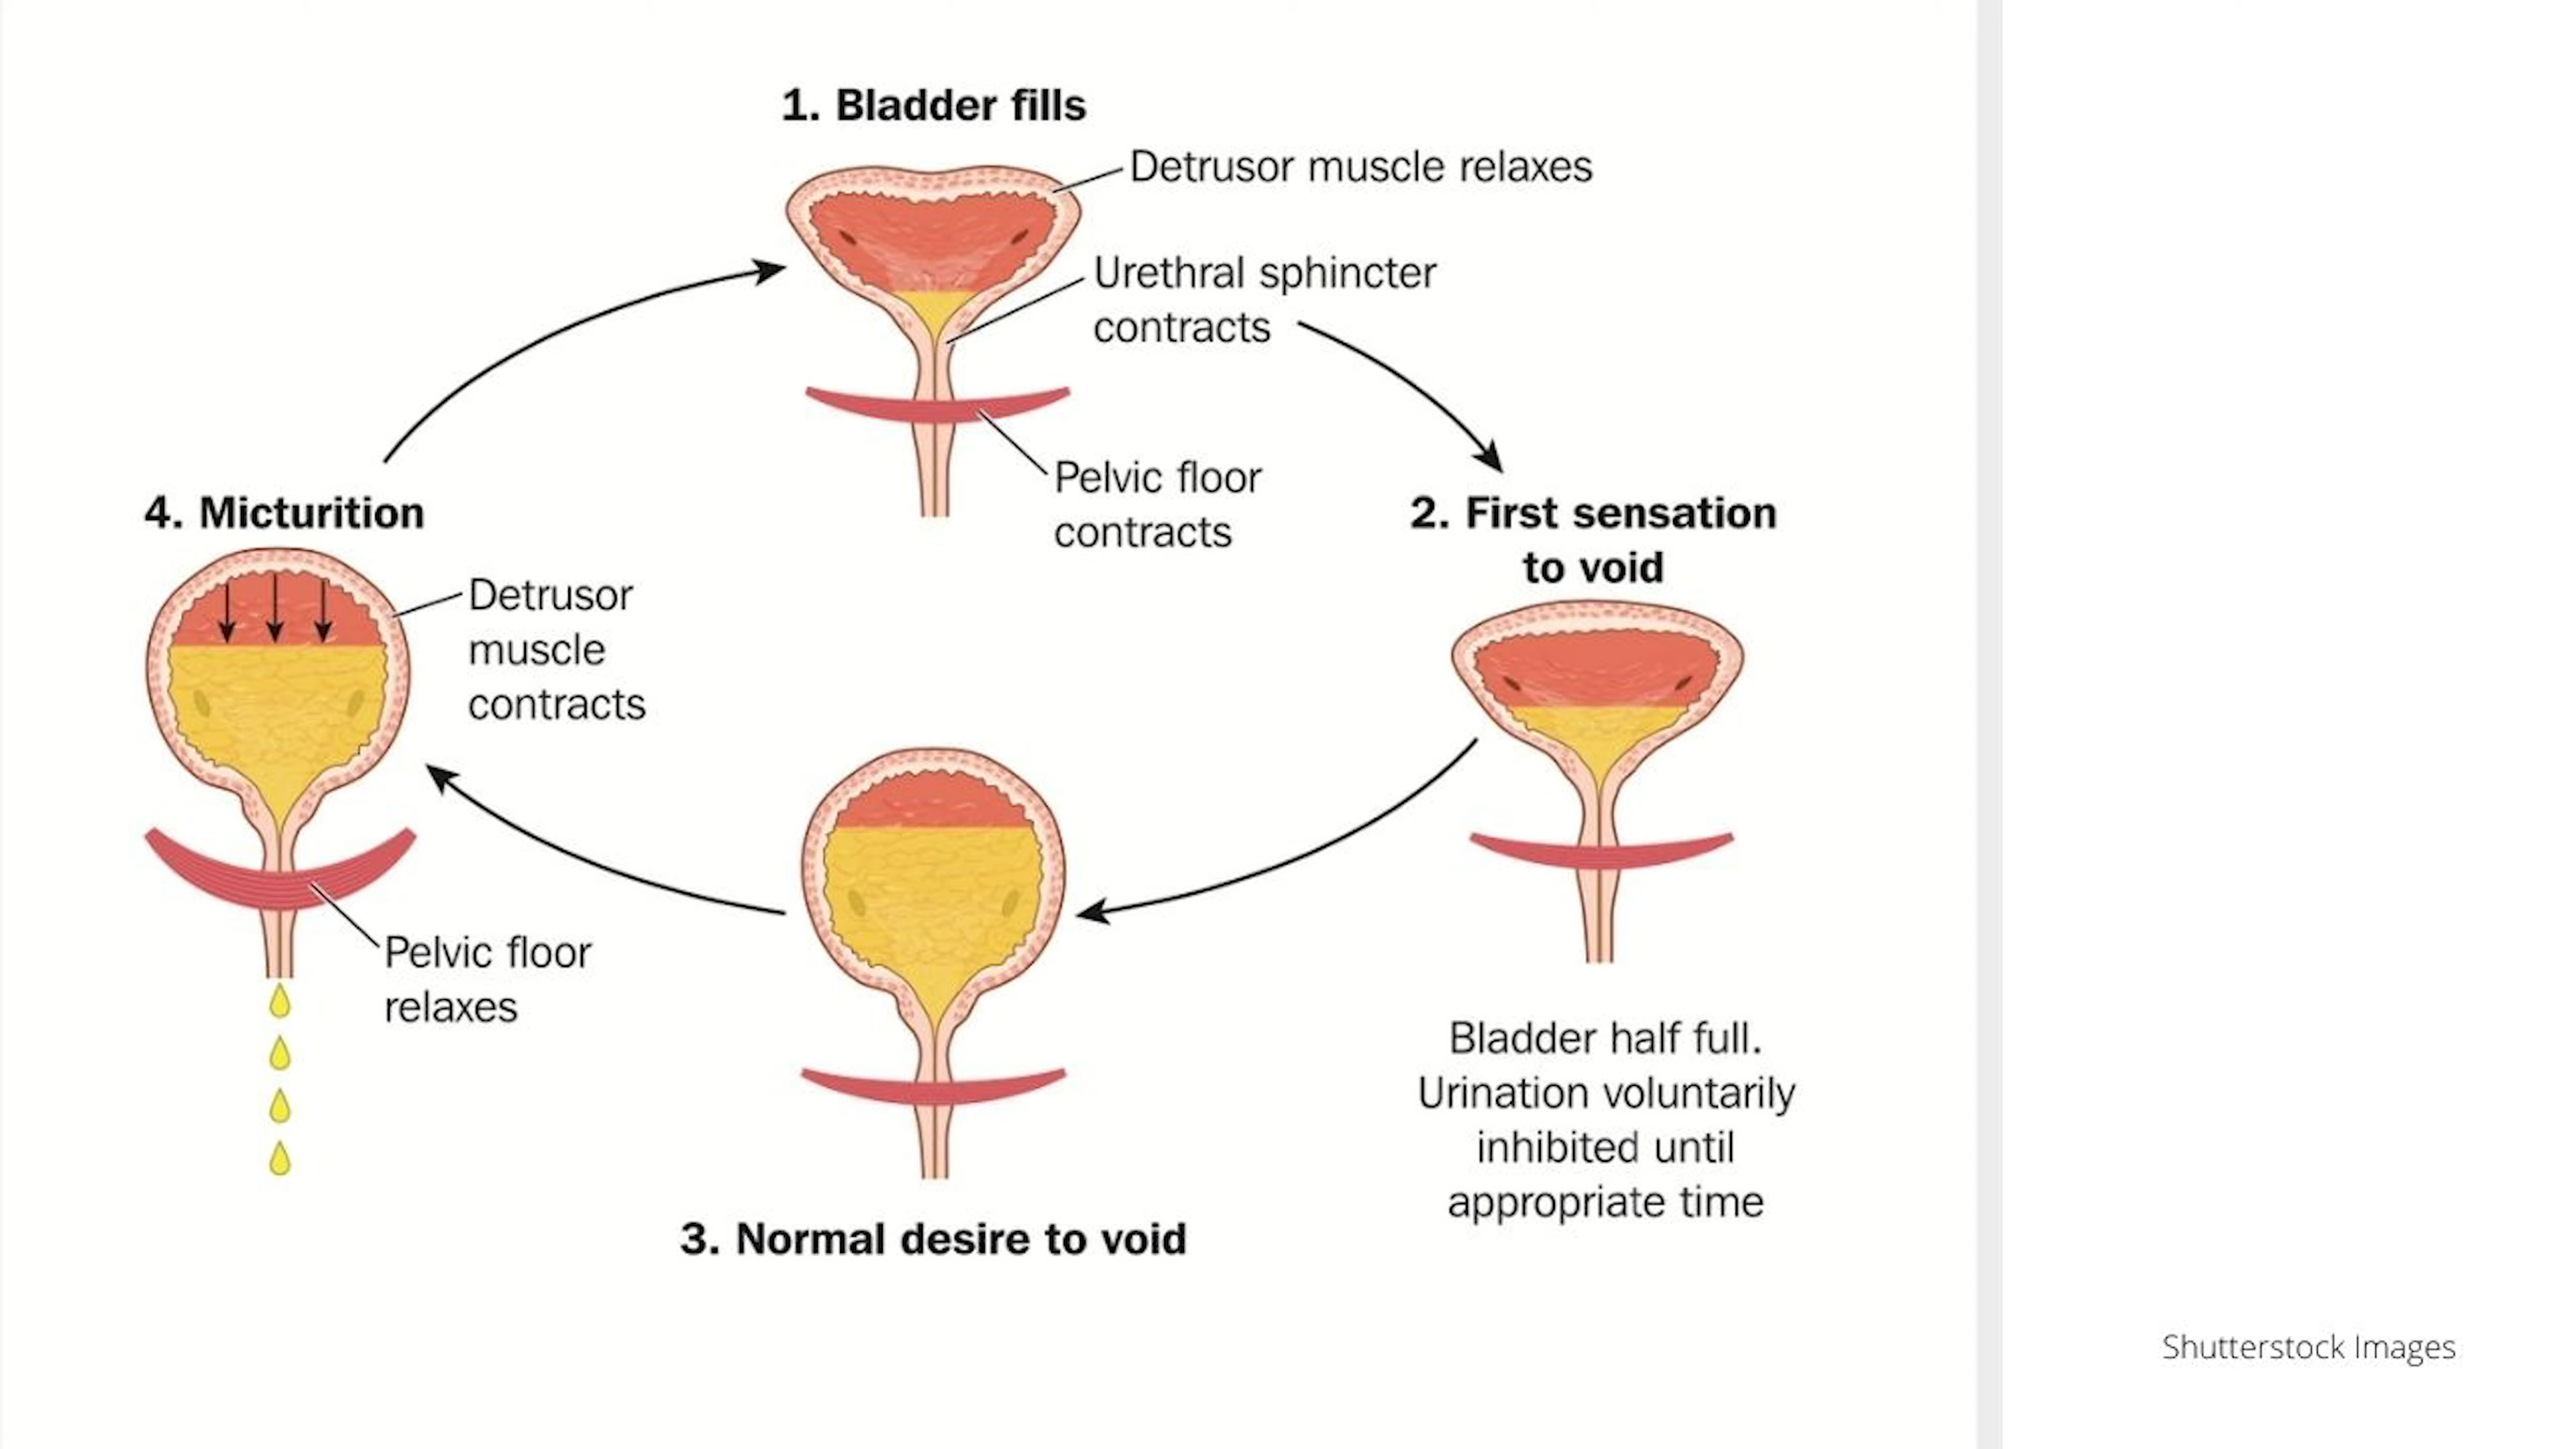 1. Bladder fills
Detrusor muscle relaxes
Urethral sphincter
contracts
Pelvic floor
contracts
2. First sensation
to void
Bladder half full.
Urination voluntarily
inhibited until
appropriate time
3. Normal desire to void
4. Micturition
Detrusor
muscle
contracts
Pelvic floor
relaxes
Shutterstock Images